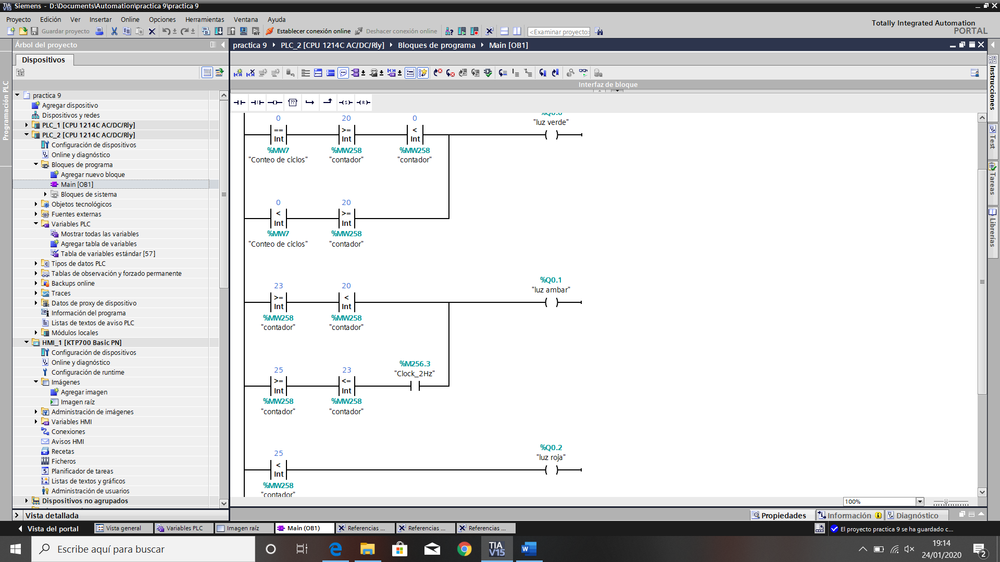 Siemens - D:\Documents\Automation\practica 9\practica 9
Proyecto Edición Ver Insertar Online Opciones Herramientas Ventana Ayuda
Totally Integrated Automation
PORTAL
Guardar proyecto
Establecer conexión online
Deshacer conexión online
<Examinar proyecto>
Árbol del proyecto
practica 9 PLC_2 [CPU 1214C AC/DC/Rly] Bloques de programa Main [OB1]
Dispositivos
Programación PLC
practica 9
Agregar dispositivo
Dispositivos y redes
PLC_1 [CPU 1214C AC/DC/Rly]
PLC_2 [CPU 1214C AC/DC/Rly]
Configuración de dispositivos
Online y diagnóstico
Bloques de programa
Agregar nuevo bloque
Main [OB1]
Bloques de sistema
Objetos tecnológicos
Fuentes externas
Variables PLC
Mostrar todas las variables
Agregar tabla de variables
Tabla de variables estándar [57]
Tipos de datos PLC
Tablas de observación y forzado permanente
Backups online
Traces
Datos de proxy de dispositivo
Información del programa
Listas de textos de aviso PLC
Módulos locales
HMI_1 [KTP700 Basic PN]
Configuración de dispositivos
Online y diagnóstico
Configuración de runtime
Imágenes
Agregar imagen
Imagen raíz
Administración de imágenes
Variables HMI
Conexiones
Avisos HMI
Recetas
Ficheros
Planificador de tareas
Listas de textos y gráficos
Administración de usuarios
Dispositivos no agrupados
Vista detallada
Interfaz de bloque
0 20 0
"luz verde"
== >= <
Int Int Int
%MW7 %MW258 %MW258
"Conteo de ciclos" "contador" "contador"
0 20
< >=
Int Int
%MW7 %MW258
"Conteo de ciclos" "contador"
%Q0.1
"luz ambar"
23 20
>= <
Int Int
%MW258 %MW258
"contador" "contador"
%M256.3
"Clock_2Hz"
25 23
>= <=
Int Int
%MW258 %MW258
"contador" "contador"
%Q0.2
"luz roja"
25
<
Int
%MW258
"contador"
100%
Instrucciones
Test
Tareas
Librerías
Propiedades Información Diagnóstico
Vista del portal
Vista general
Variables PLC
Imagen raíz
Main (OB1)
Referencias ...
Referencias ...
Referencias ...
El proyecto practica 9 se ha guardado c...
Escribe aquí para buscar
TIA
V15
19:14
24/01/2020
2